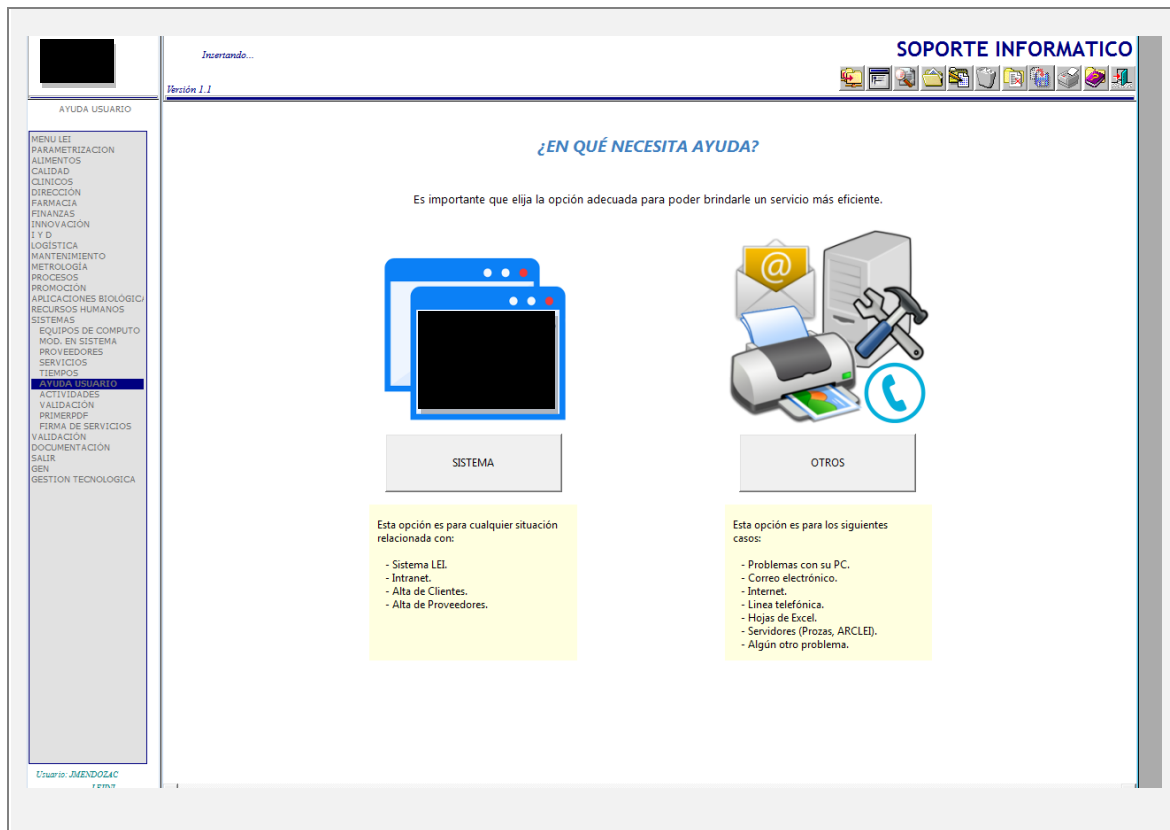 Insertando...
SOPORTE INFORMATICO
Versión 1.1
AYUDA USUARIO
MENU LEI
PARAMETRIZACION
ALIMENTOS
CALIDAD
CLINICOS
DIRECCIÓN
FARMACIA
FINANZAS
INNOVACIÓN
I Y D
LOGÍSTICA
MANTENIMIENTO
METROLOGÍA
PROCESOS
PROMOCIÓN
APLICACIONES BIOLÓGIC
RECURSOS HUMANOS
SISTEMAS
EQUIPOS DE COMPUTO
MOD. EN SISTEMA
PROVEEDORES
SERVICIOS
TIEMPOS
AYUDA USUARIO
ACTIVIDADES
VALIDACIÓN
PRIMERPDF
FIRMA DE SERVICIOS
VALIDACIÓN
DOCUMENTACIÓN
SALIR
GEN
GESTION TECNOLOGICA
Usuario: JMENDOZAC
¿EN QUÉ NECESITA AYUDA?
Es importante que elija la opción adecuada para poder brindarle un servicio más eficiente.
@
SISTEMA
Esta opción es para cualquier situación
relacionada con:
- Sistema LEI.
- Intranet.
- Alta de Clientes.
- Alta de Proveedores.
OTROS
Esta opción es para los siguientes
casos:
- Problemas con su PC.
- Correo electrónico.
- Internet.
- Linea telefónica.
- Hojas de Excel.
- Servidores (Prozas, ARCLEI).
- Algún otro problema.